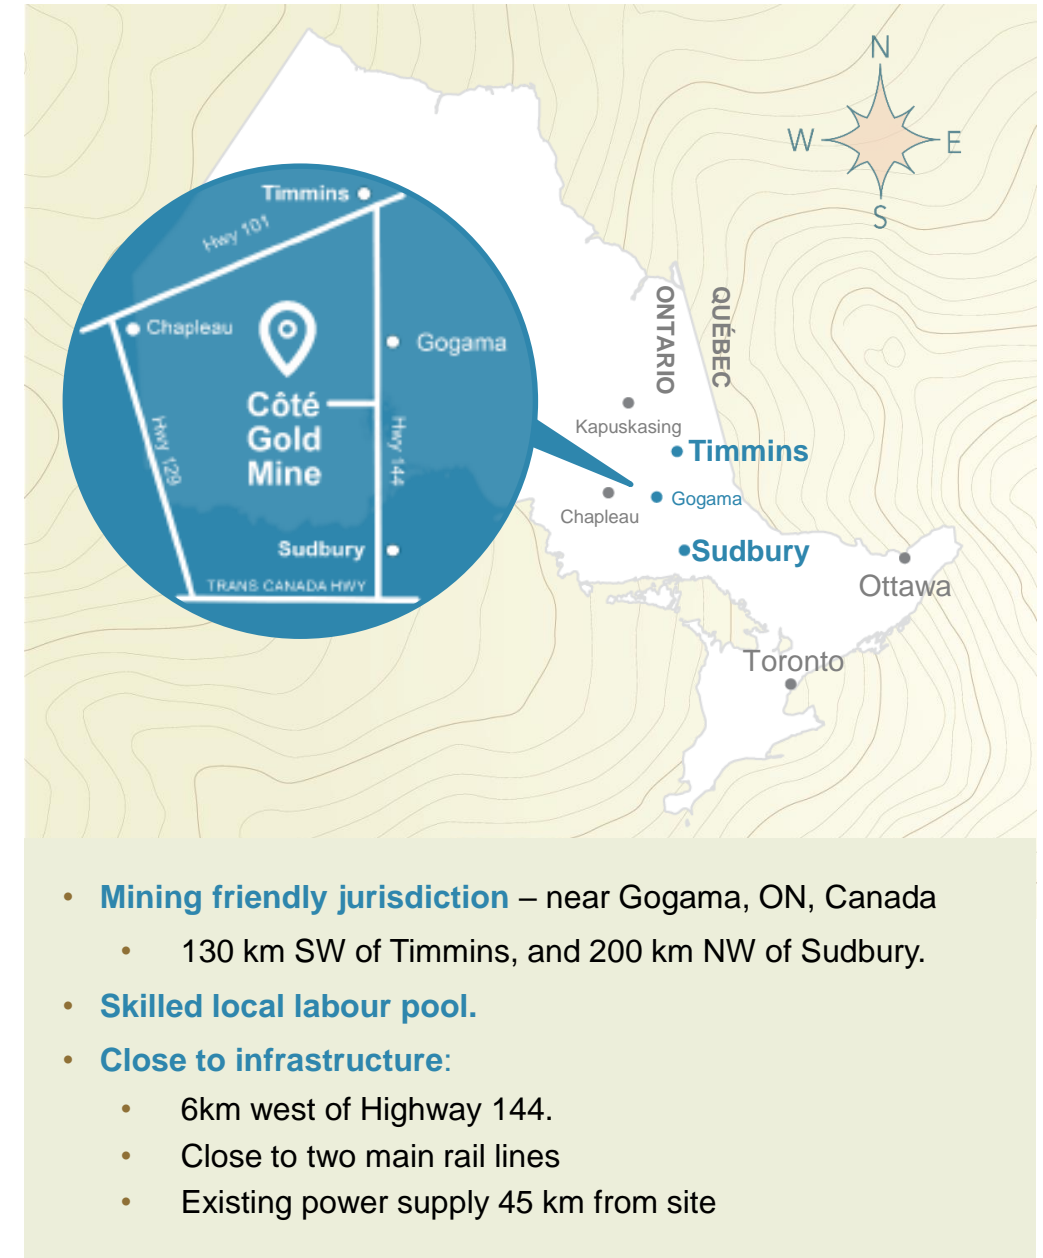 N
W
E
S
Timmins
Hwy 101
Chapleau
Gogama
Côté
Gold
Mine
Hwy 129
Hwy 144
Sudbury
TRANS CANADA HWY
ONTARIO
QUÉBEC
Kapuskasing
Timmins
Gogama
Chapleau
Sudbury
Ottawa
Toronto
• Mining friendly jurisdiction – near Gogama, ON, Canada
• 130 km SW of Timmins, and 200 km NW of Sudbury.
• Skilled local labour pool.
• Close to infrastructure:
• 6km west of Highway 144.
• Close to two main rail lines
• Existing power supply 45 km from site